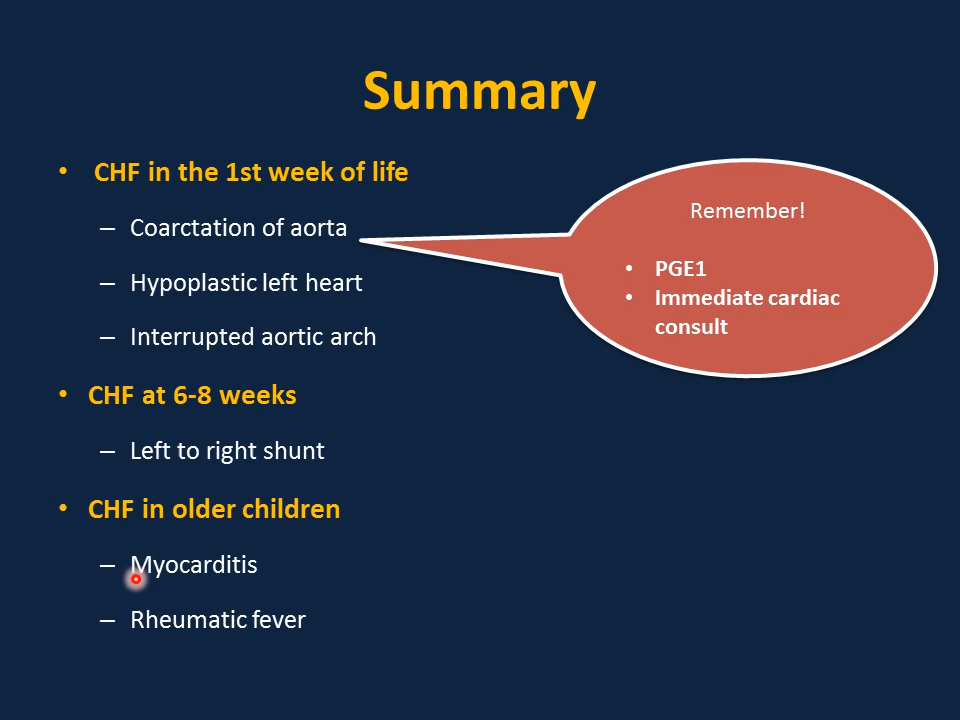 Summary
• CHF in the 1st week of life
– Coarctation of aorta
– Hypoplastic left heart
– Interrupted aortic arch
• CHF at 6-8 weeks
– Left to right shunt
• CHF in older children
– Myocarditis
– Rheumatic fever
Remember!
• PGE1
• Immediate cardiac
consult